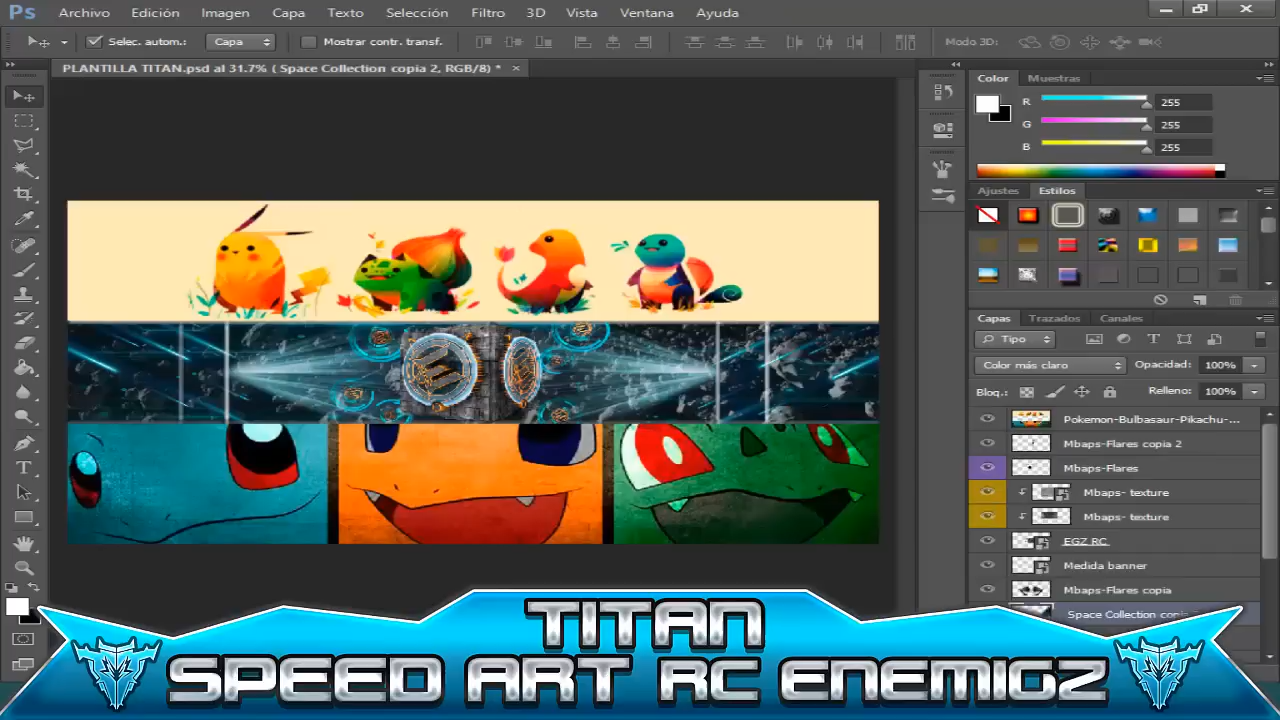 Ps Archivo Edición Imagen Capa Texto Selección Filtro 3D Vista Ventana Ayuda
Selec. autom.: Capa Mostrar contr. transf. Modo 3D:
PLANTILLA TITAN.psd al 31.7% ( Space Collection copia 2, RGB/8) * ×
Color Muestras
R 255
G 255
B 255
Ajustes Estilos
Capas Trazados Canales
Tipo
Color más claro Opacidad: 100%
Bloq.: Relleno: 100%
Pokemon-Bulbasaur-Pikachu-...
Mbaps-Flares copia 2
Mbaps-Flares
Mbaps- texture
Mbaps- texture
EGZ RC
Medida banner
Mbaps-Flares copia
Space Collection
TITAN
SPEED ART RC ENEMIGZ